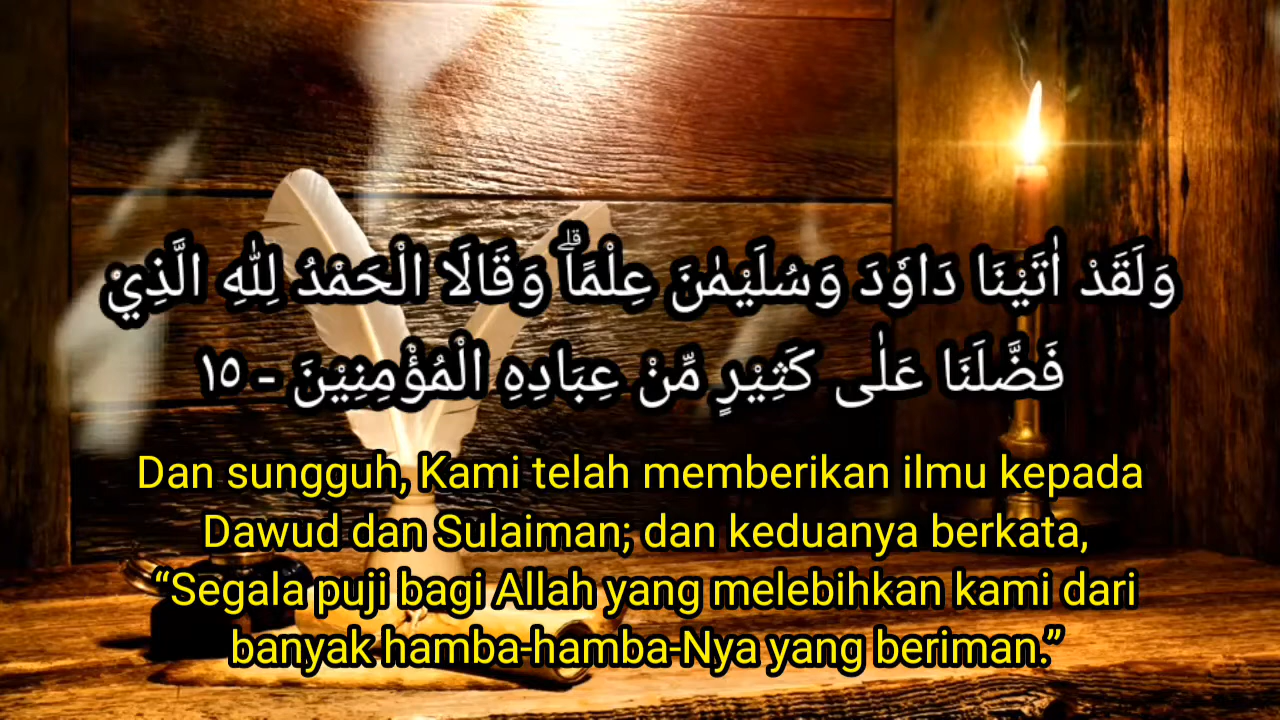 وَلَقَدْ اٰتَيْنَا دَاوٗدَ وَسُلَيْمٰنَ عِلْمًاۗ وَقَالَا الْحَمْدُ لِلّٰهِ الَّذِيْ
فَضَّلَنَا عَلٰى كَثِيْرٍ مِّنْ عِبَادِهِ الْمُؤْمِنِيْنَ - ١٥
Dan sungguh, Kami telah memberikan ilmu kepada
Dawud dan Sulaiman; dan keduanya berkata,
“Segala puji bagi Allah yang melebihkan kami dari
banyak hamba-hamba-Nya yang beriman.”